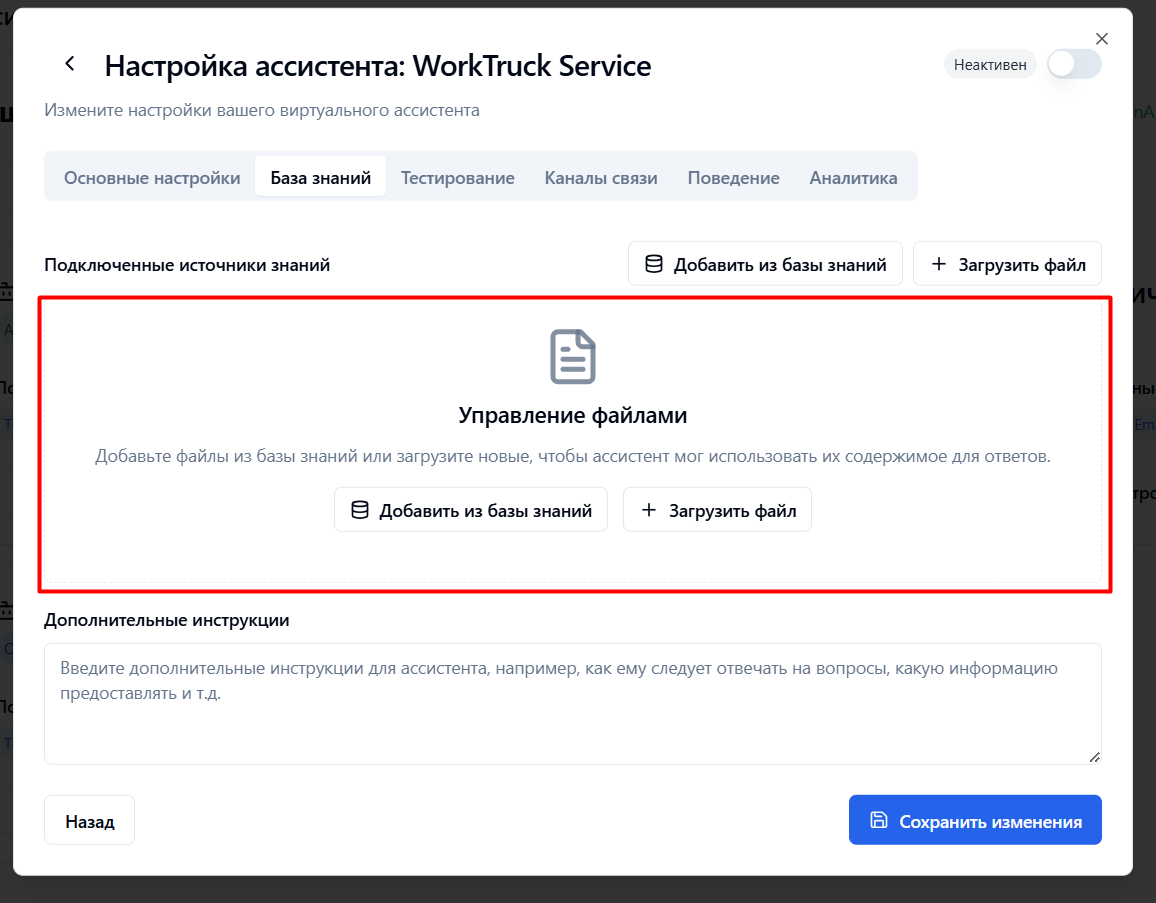 Настройка ассистента: WorkTruck Service
Неактивен
Измените настройки вашего виртуального ассистента
Основные настройки
База знаний
Тестирование
Каналы связи
Поведение
Аналитика
Подключенные источники знаний
Добавить из базы знаний
Загрузить файл
Управление файлами
Добавьте файлы из базы знаний или загрузите новые, чтобы ассистент мог использовать их содержимое для ответов.
Добавить из базы знаний
Загрузить файл
Дополнительные инструкции
Введите дополнительные инструкции для ассистента, например, как ему следует отвечать на вопросы, какую информацию
предоставлять и т.д.
Назад
Сохранить изменения